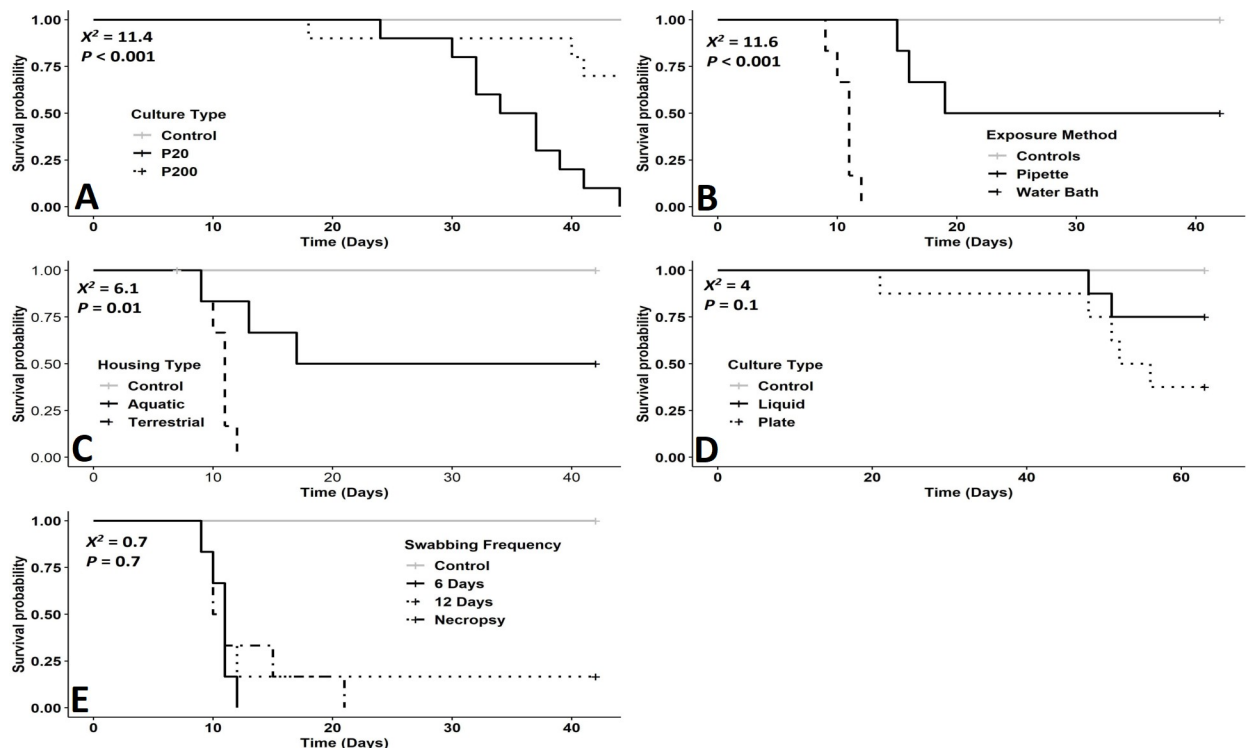 1.00
0.75
0.50
0.25
0.00
Survival probability
X² = 11.4
P < 0.001
Culture Type
Control
P20
P200
A
0 10 20 30 40
Time (Days)
1.00
0.75
0.50
0.25
0.00
Survival probability
X² = 11.6
P < 0.001
Exposure Method
Controls
Pipette
Water Bath
B
0 10 20 30 40
Time (Days)
1.00
0.75
0.50
0.25
0.00
Survival probability
X² = 6.1
P = 0.01
Housing Type
Control
Aquatic
Terrestrial
C
0 10 20 30 40
Time (Days)
1.00
0.75
0.50
0.25
0.00
Survival probability
X² = 4
P = 0.1
Culture Type
Control
Liquid
Plate
D
0 20 40 60
Time (Days)
1.00
0.75
0.50
0.25
0.00
Survival probability
X² = 0.7
P = 0.7
Swabbing Frequency
Control
6 Days
12 Days
Necropsy
E
0 10 20 30 40
Time (Days)